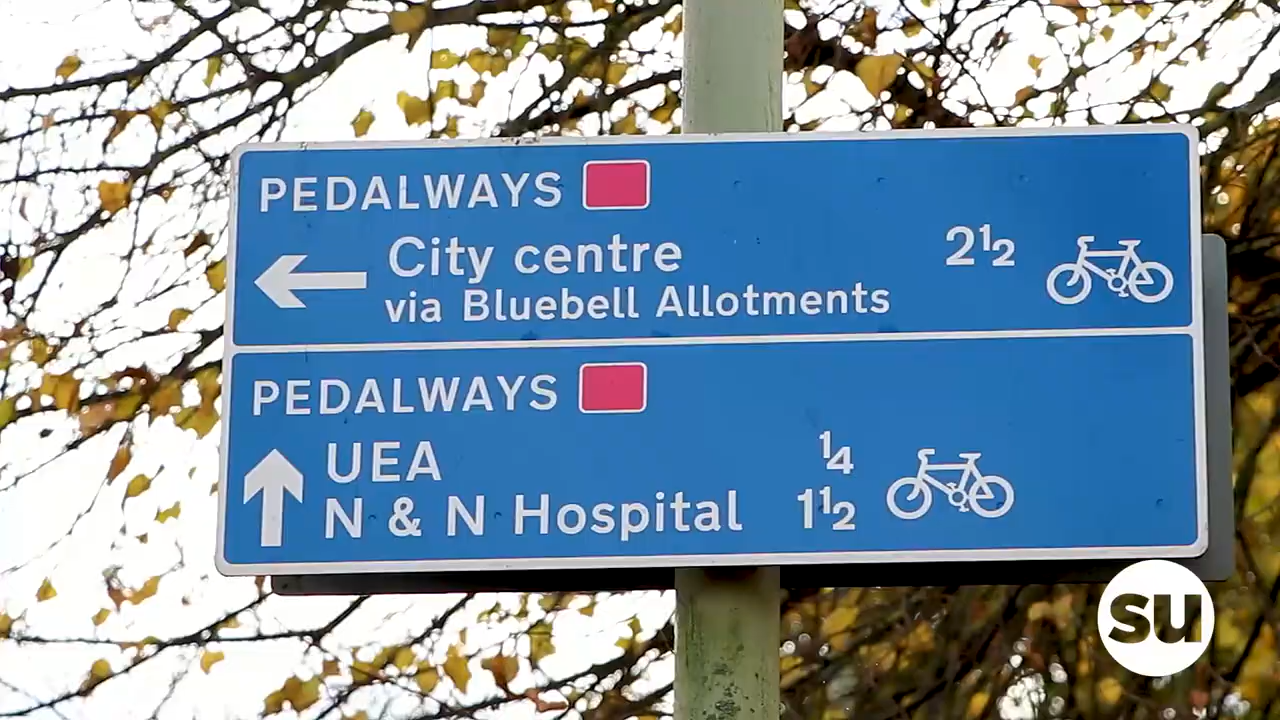 PEDALWAYS
City centre 2½
via Bluebell Allotments
PEDALWAYS
UEA ¼
N & N Hospital 1½
su